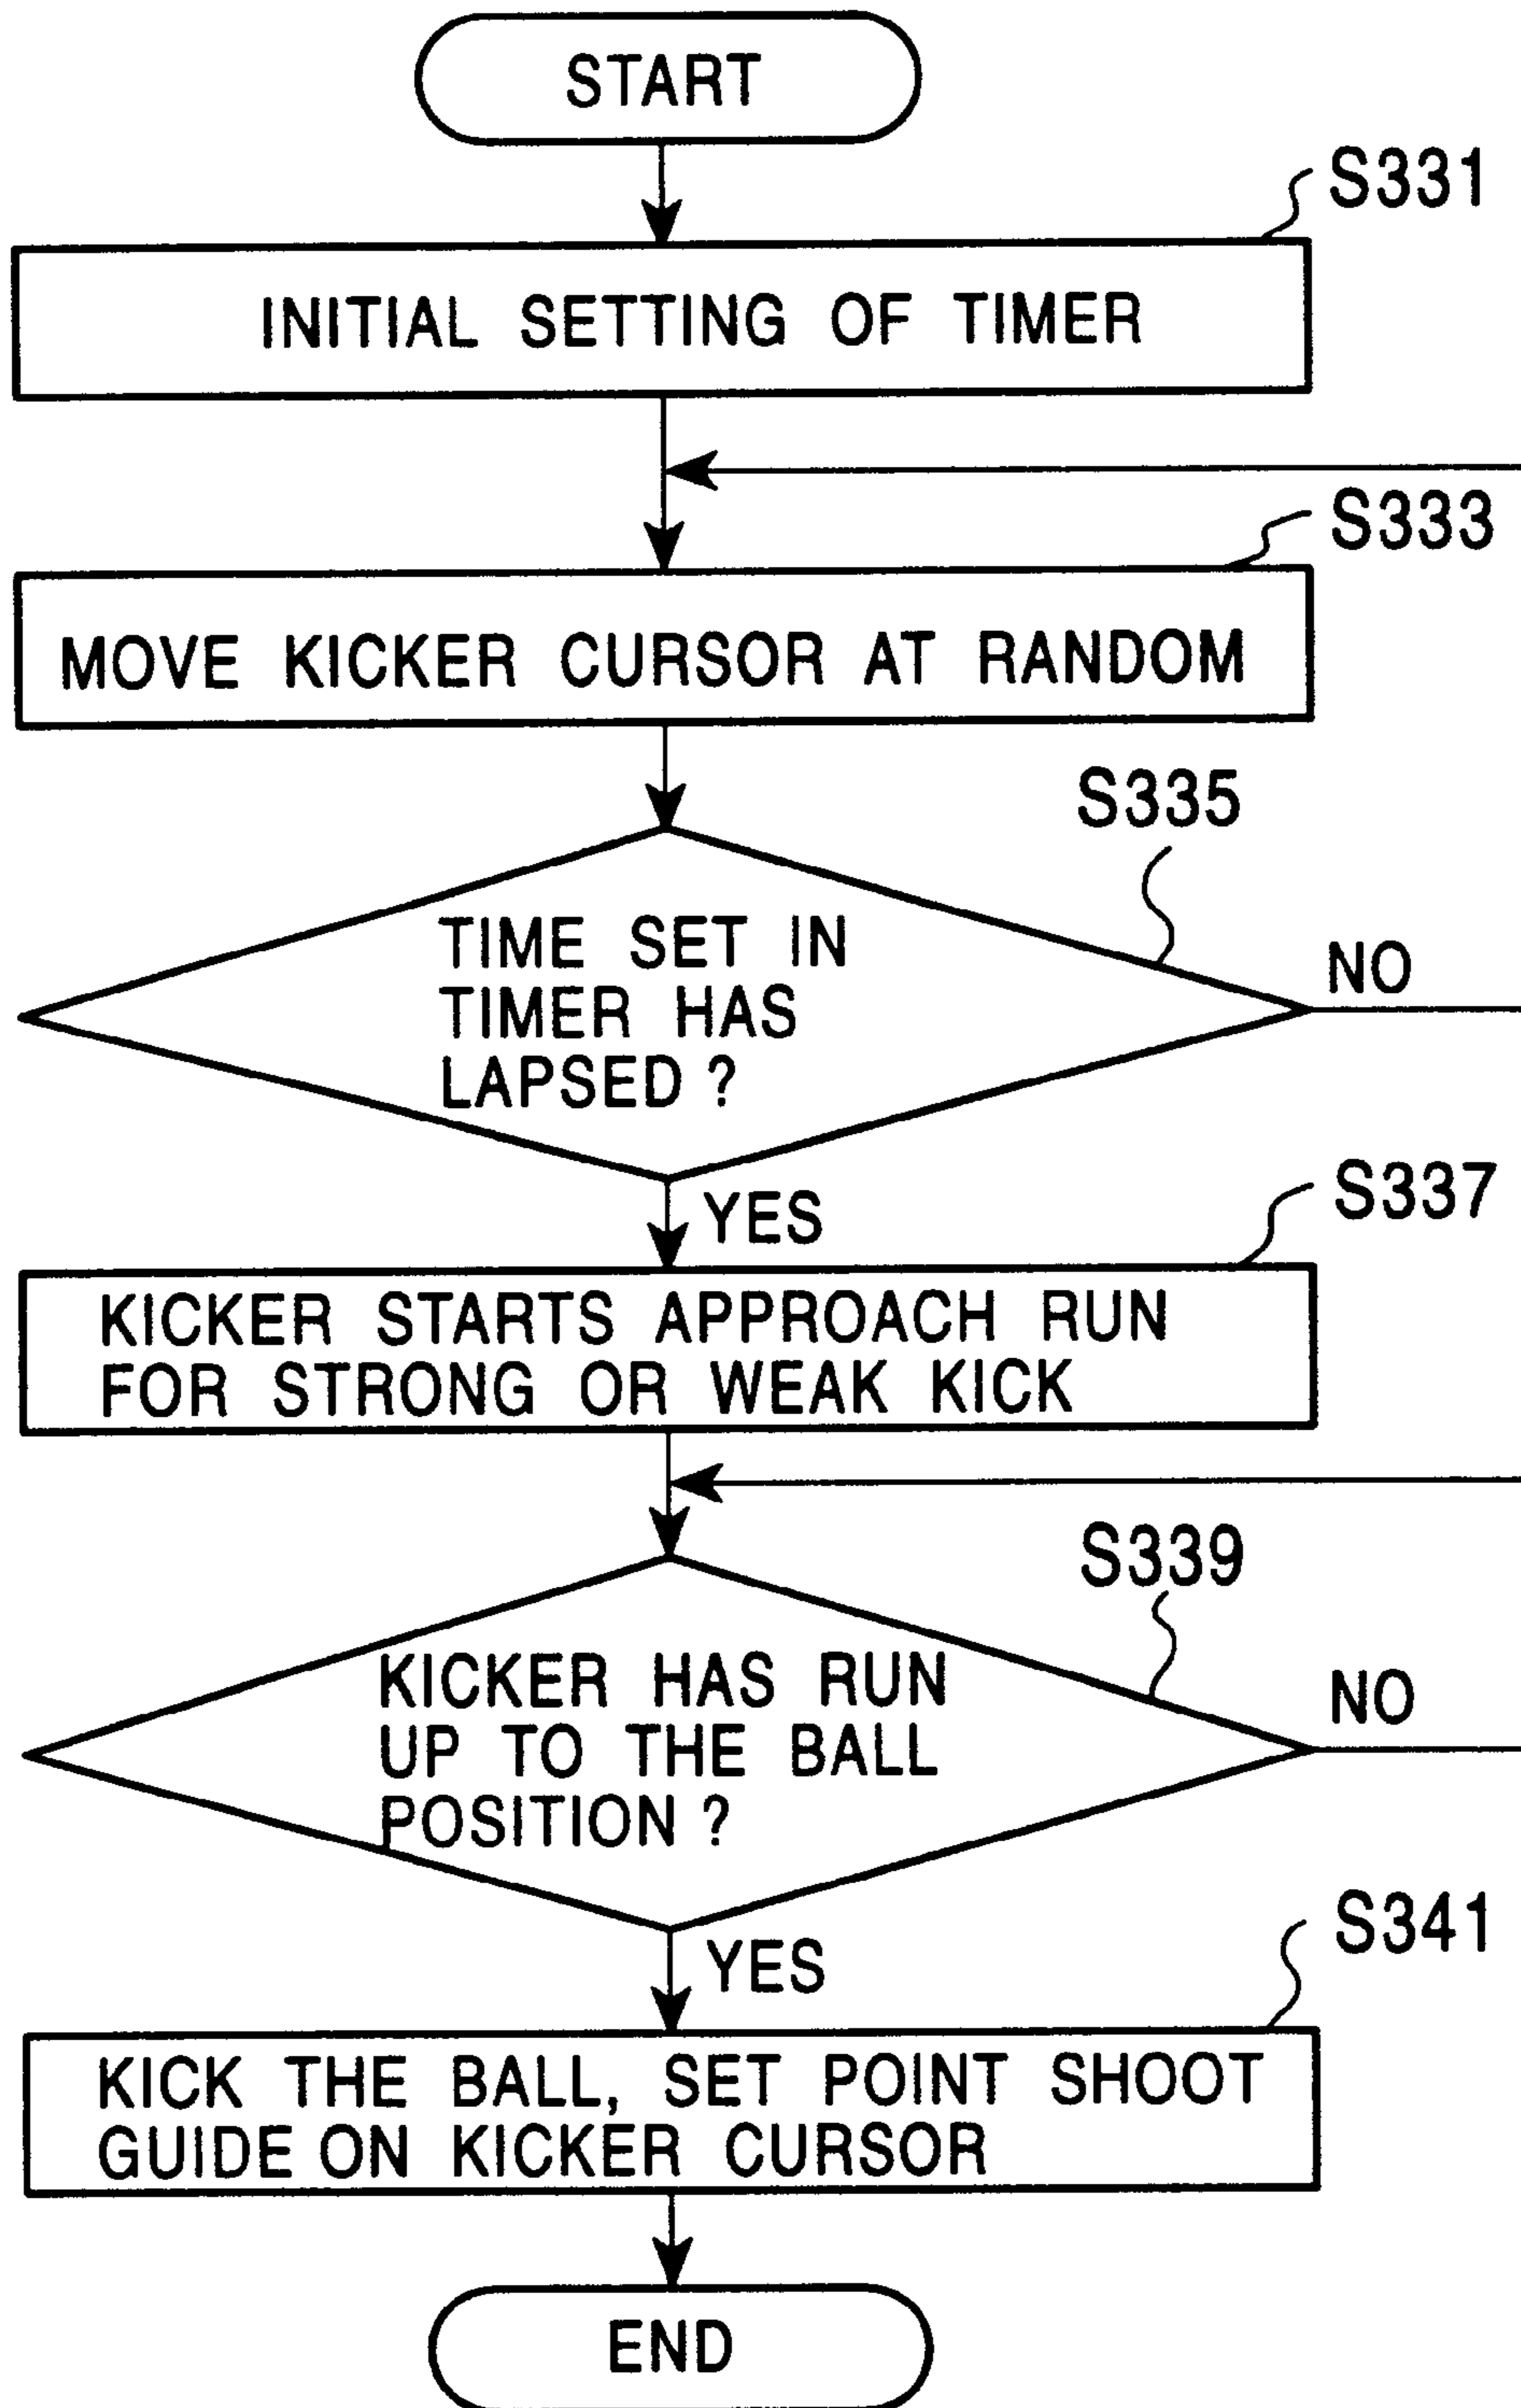 START
S331
INITIAL SETTING OF TIMER
S333
MOVE KICKER CURSOR AT RANDOM
S335
TIME SET IN
TIMER HAS
LAPSED ?
NO
YES
S337
KICKER STARTS APPROACH RUN
FOR STRONG OR WEAK KICK
S339
KICKER HAS RUN
UP TO THE BALL
POSITION ?
NO
YES
S341
KICK THE BALL, SET POINT SHOOT
GUIDE ON KICKER CURSOR
END